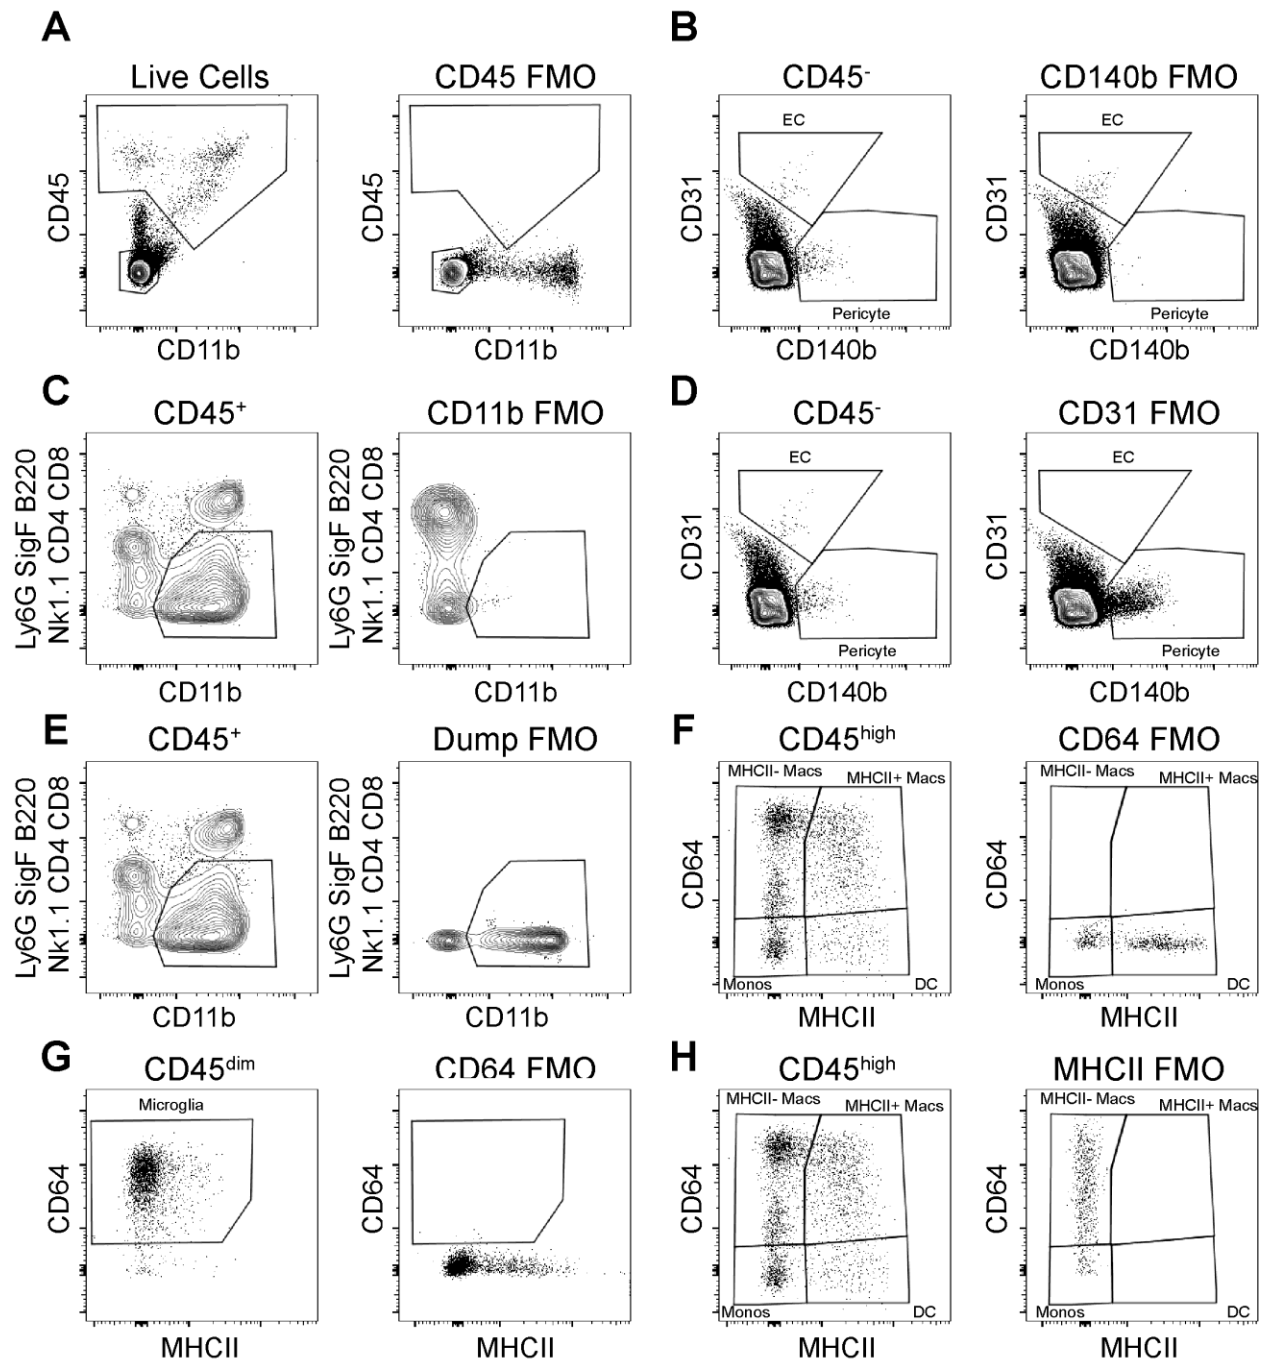 A
B
Live Cells
CD45 FMO
CD45-
CD140b FMO
CD45
CD11b
CD45
CD11b
EC
CD31
Pericyte
CD140b
EC
CD31
Pericyte
CD140b
C
D
CD45+
CD11b FMO
CD45-
CD31 FMO
Ly6G SigF B220
Nk1.1 CD4 CD8
CD11b
Ly6G SigF B220
Nk1.1 CD4 CD8
CD11b
EC
CD31
Pericyte
CD140b
EC
CD31
Pericyte
CD140b
E
F
CD45+
Dump FMO
CD45high
CD64 FMO
Ly6G SigF B220
Nk1.1 CD4 CD8
CD11b
Ly6G SigF B220
Nk1.1 CD4 CD8
CD11b
MHCII- Macs
MHCII+ Macs
CD64
Monos
DC
MHCII
MHCII- Macs
MHCII+ Macs
CD64
Monos
DC
MHCII
G
H
CD45dim
CD64 FMO
CD45high
MHCII FMO
Microglia
CD64
MHCII
CD64
MHCII
MHCII- Macs
MHCII+ Macs
CD64
Monos
DC
MHCII
MHCII- Macs
MHCII+ Macs
CD64
Monos
DC
MHCII